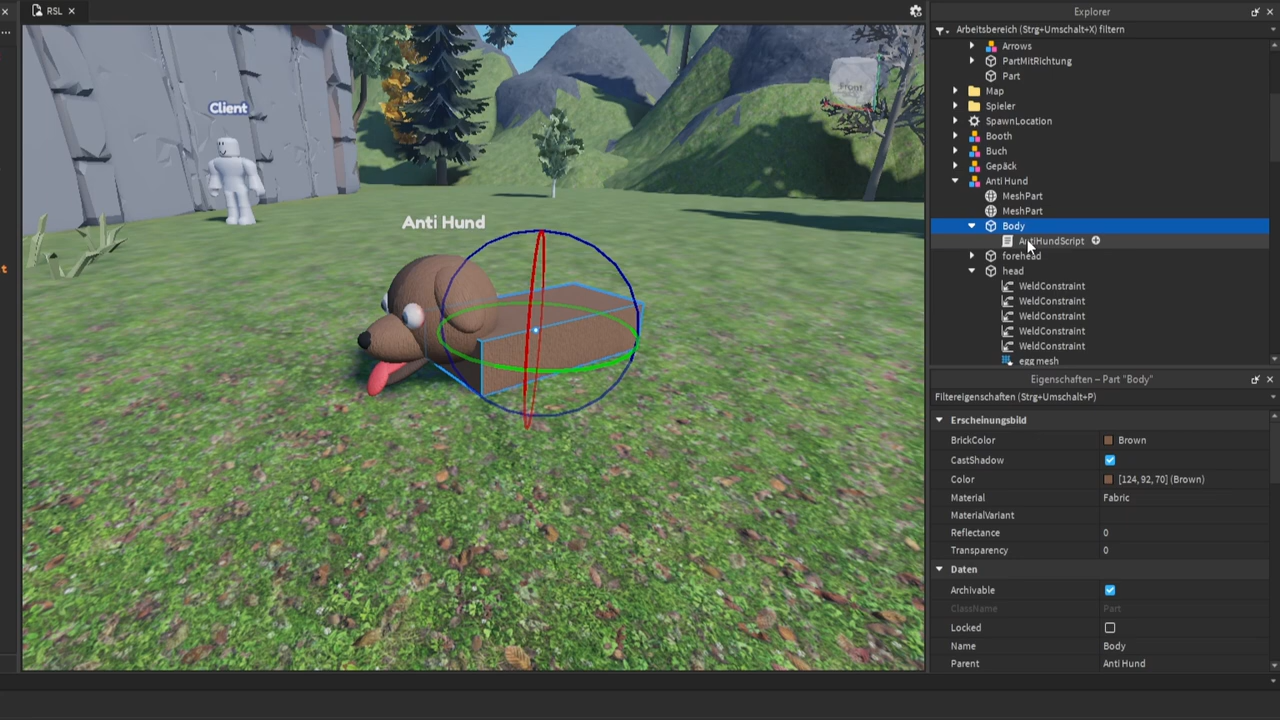 RSL
Client
Front
Anti Hund
Explorer
Arbeitsbereich (Strg+Umschalt+X) filtern
Arrows
PartMitRichtung
Part
Map
Spieler
SpawnLocation
Booth
Buch
Gepäck
Anti Hund
MeshPart
MeshPart
Body
AntiHundScript
forehead
head
WeldConstraint
WeldConstraint
WeldConstraint
WeldConstraint
WeldConstraint
egg mesh
Eigenschaften – Part "Body"
Filtereigenschaften (Strg+Umschalt+P)
Erscheinungsbild
BrickColor Brown
CastShadow
Color [124, 92, 70] (Brown)
Material Fabric
MaterialVariant
Reflectance 0
Transparency 0
Daten
Archivable
ClassName Part
Locked
Name Body
Parent Anti Hund